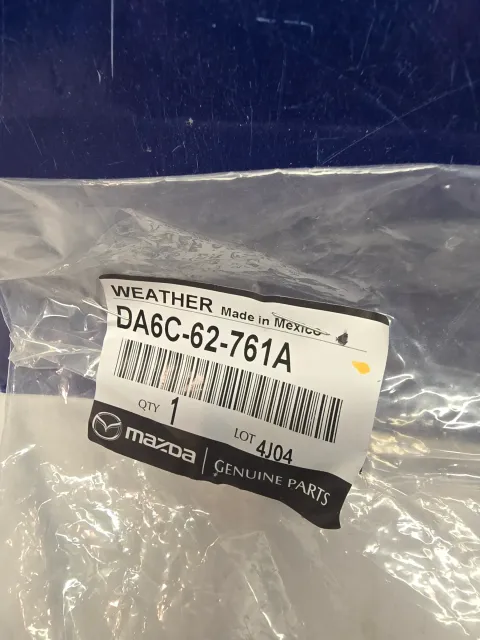 WEATHER Made in Mexico
DA6C-62-761A
QTY 1 LOT 4J04
mazda GENUINE PARTS